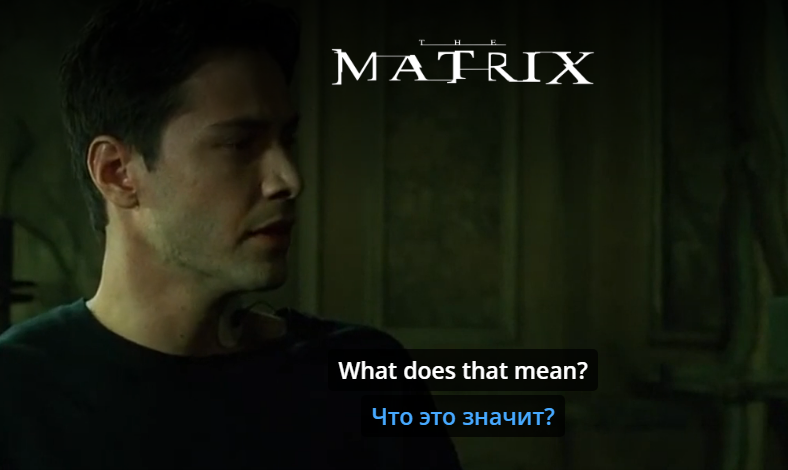 THE
MATRIX
What does that mean?
Что это значит?